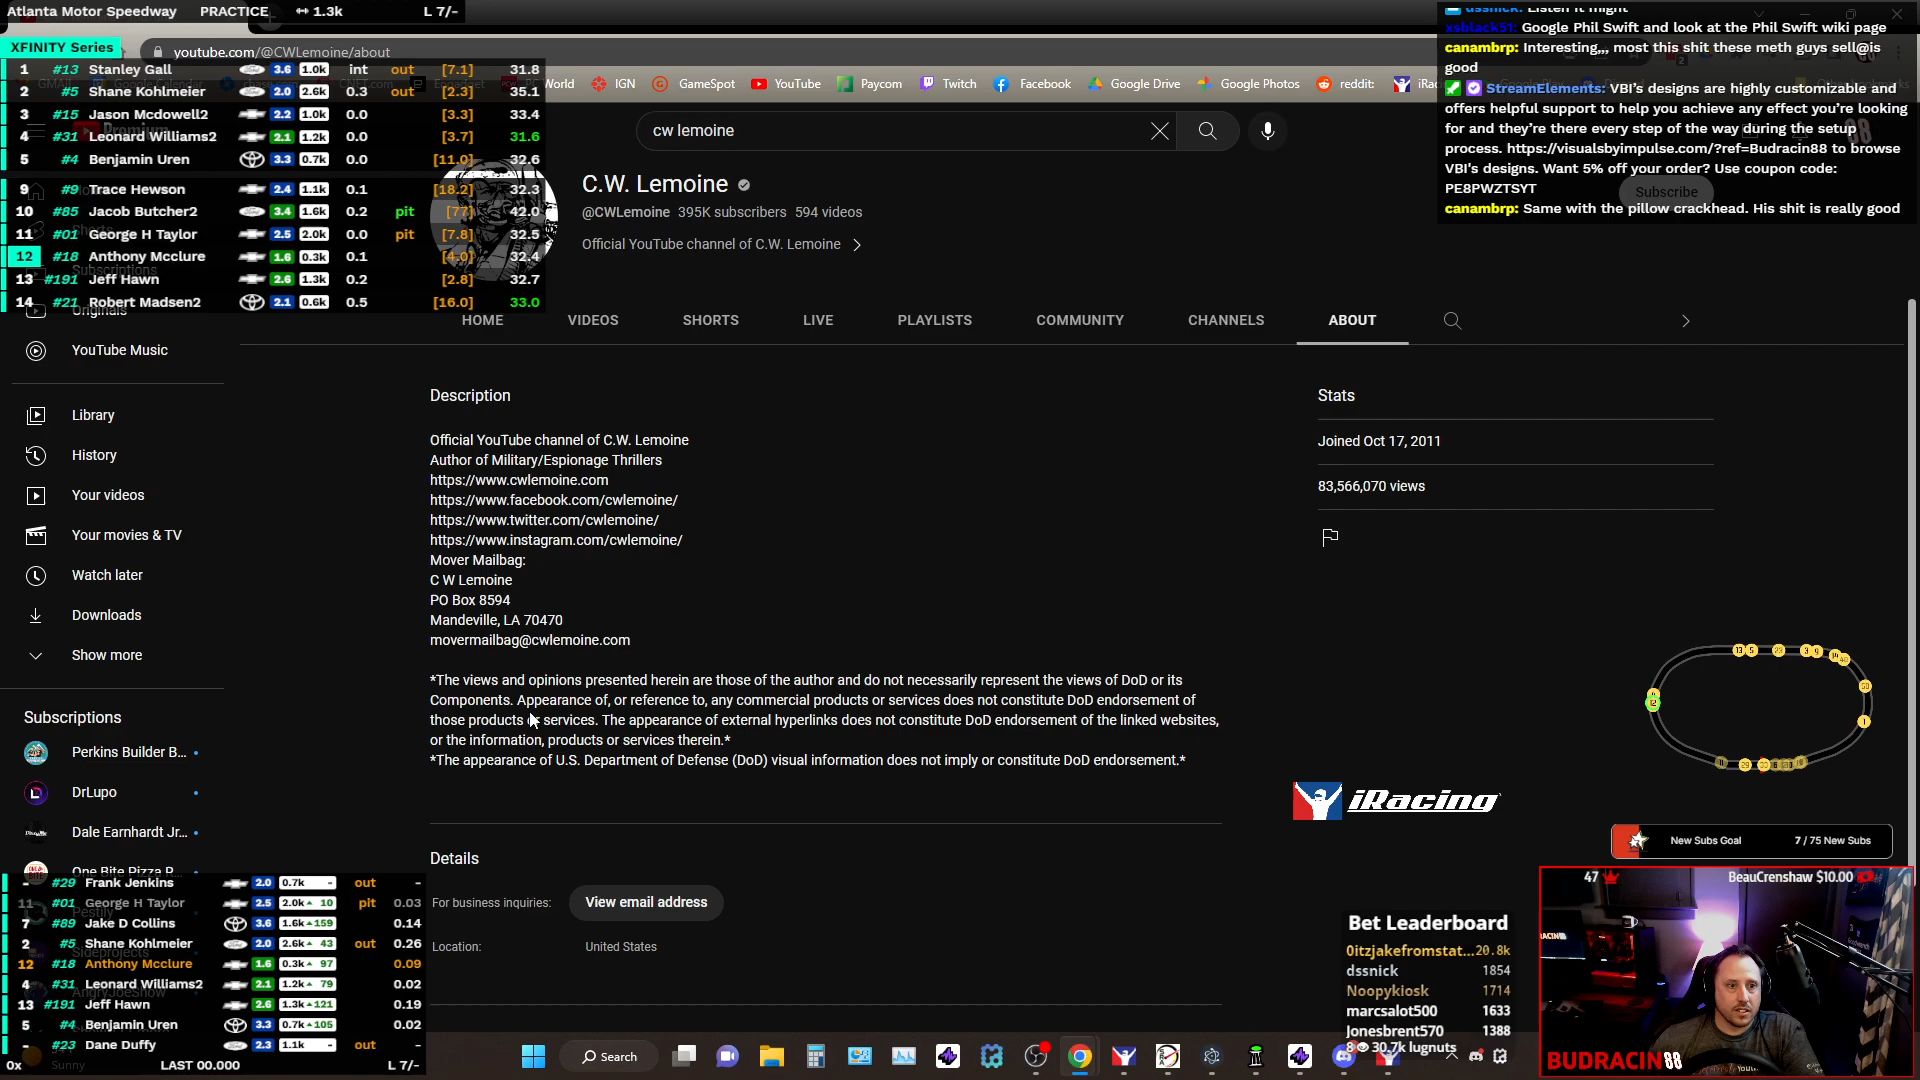 Atlanta Motor Speedway PRACTICE 1.3k L 7/-
XFINITY Series
youtube.com/@CWLemoine/about
1 #13 Stanley Gall 3.6 1.0k int out [7.1] 31.8
2 #5 Shane Kohlmeier 2.0 2.6k 0.3 out [2.3] 35.1
3 #15 Jason Mcdowell2 2.2 1.0k 0.0 [3.3] 33.4
4 #31 Leonard Williams2 2.1 1.2k 0.0 [3.7] 31.6
5 #4 Benjamin Uren 3.3 0.7k 0.0 [11.0] 32.6
9 #9 Trace Hewson 2.4 1.1k 0.1 [18.2] 32.3
10 #85 Jacob Butcher2 3.4 1.6k 0.2 pit [77] 42.0
11 #01 George H Taylor 2.5 2.0k 0.0 pit [7.8] 32.5
12 #18 Anthony Mcclure 1.6 0.3k 0.1 [4.0] 32.4
13 #191 Jeff Hawn 2.6 1.3k 0.2 [2.8] 32.7
14 #21 Robert Madsen2 2.1 0.6k 0.5 [16.0] 33.0
World IGN GameSpot YouTube Paycom Twitch Facebook Google Drive Google Photos reddit iRac
cw lemoine
C.W. Lemoine
@CWLemoine 395K subscribers 594 videos
Official YouTube channel of C.W. Lemoine
Subscribe
dssnick: Listen it might
xsblack51: Google Phil Swift and look at the Phil Swift wiki page
canambrp: Interesting,,, most this shit these meth guys sell@is
good
StreamElements: VBI's designs are highly customizable and
offers helpful support to help you achieve any effect you're looking
for and they're there every step of the way during the setup
process. https://visualsbyimpulse.com/?ref=Budracin88 to browse
VBI's designs. Want 5% off your order? Use coupon code:
PE8PWZTSYT
canambrp: Same with the pillow crackhead. His shit is really good
HOME VIDEOS SHORTS LIVE PLAYLISTS COMMUNITY CHANNELS ABOUT
Subscriptions
Originals
YouTube Music
Library
History
Your videos
Your movies & TV
Watch later
Downloads
Show more
Subscriptions
Perkins Builder B...
DrLupo
Dale Earnhardt Jr...
One Bite Pizza R...
Description
Official YouTube channel of C.W. Lemoine
Author of Military/Espionage Thrillers
https://www.cwlemoine.com
https://www.facebook.com/cwlemoine/
https://www.twitter.com/cwlemoine/
https://www.instagram.com/cwlemoine/
Mover Mailbag:
C W Lemoine
PO Box 8594
Mandeville, LA 70470
movermailbag@cwlemoine.com
*The views and opinions presented herein are those of the author and do not necessarily represent the views of DoD or its
Components. Appearance of, or reference to, any commercial products or services does not constitute DoD endorsement of
those products or services. The appearance of external hyperlinks does not constitute DoD endorsement of the linked websites,
or the information, products or services therein.*
*The appearance of U.S. Department of Defense (DoD) visual information does not imply or constitute DoD endorsement.*
Stats
Joined Oct 17, 2011
83,566,070 views
Details
For business inquiries: View email address
Location: United States
iRacing
New Subs Goal 7 / 75 New Subs
- #29 Frank Jenkins 2.0 0.7k - out -
11 #01 George H Taylor 2.5 2.0k 10 pit 0.03
7 #89 Jake D Collins 3.6 1.6k 159 0.14
2 #5 Shane Kohlmeier 2.0 2.6k 43 out 0.26
12 #18 Anthony Mcclure 1.6 0.3k 97 0.09
4 #31 Leonard Williams2 2.1 1.2k 79 0.02
13 #191 Jeff Hawn 2.6 1.3k 121 0.19
5 #4 Benjamin Uren 3.3 0.7k 105 0.02
- #23 Dane Duffy 2.3 1.1k - out -
0x Sunny LAST 00.000 L 7/-
Search
Bet Leaderboard
0itzjakefromstat...20.8k
dssnick 1854
Noopykiosk 1714
marcsalot500 1633
Jonesbrent570 1388
8 30.7k lugnuts
47 BeauCrenshaw $10.00
BUDRACIN88